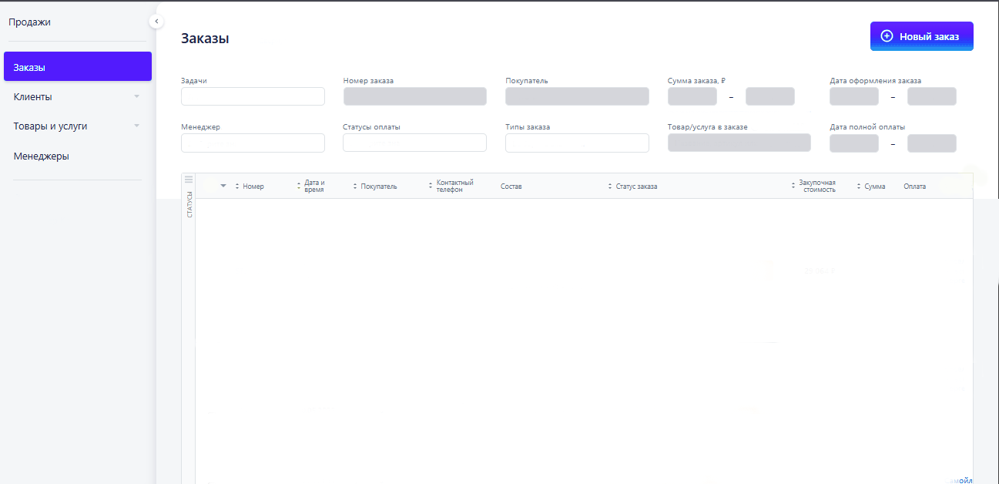 Продажи
Заказы
Клиенты
Товары и услуги
Менеджеры
Заказы
Новый заказ
Задачи
Номер заказа
Покупатель
Сумма заказа, ₽
–
Дата оформления заказа
–
Менеджер
Статусы оплаты
Типы заказа
Товар/услуга в заказе
Дата полной оплаты
–
СТАТУСЫ
Номер
Дата и
время
Покупатель
Контактный
телефон
Состав
Статус заказа
Закупочная
стоимость
Сумма
Оплата